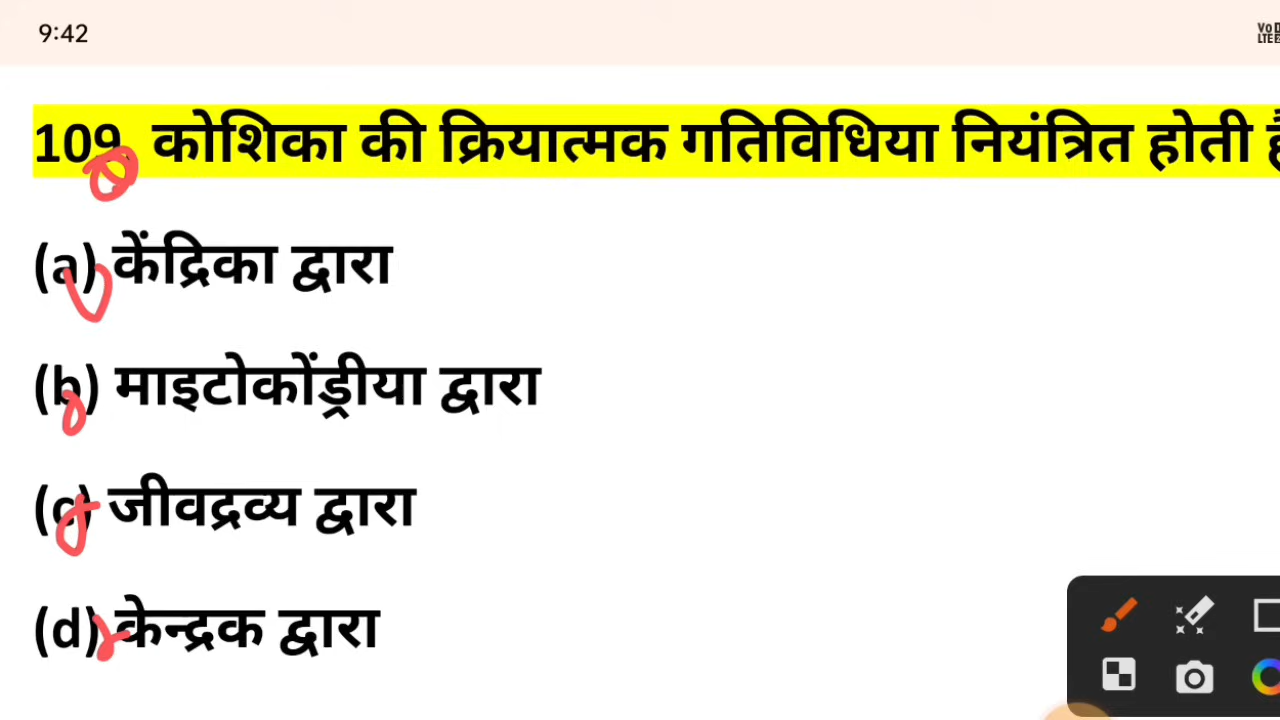 9:42
109. कोशिका की क्रियात्मक गतिविधिया नियंत्रित होती
(a) केंद्रिका द्वारा
(b) माइटोकोंड्रीया द्वारा
(c) जीवद्रव्य द्वारा
(d) केन्द्रक द्वारा